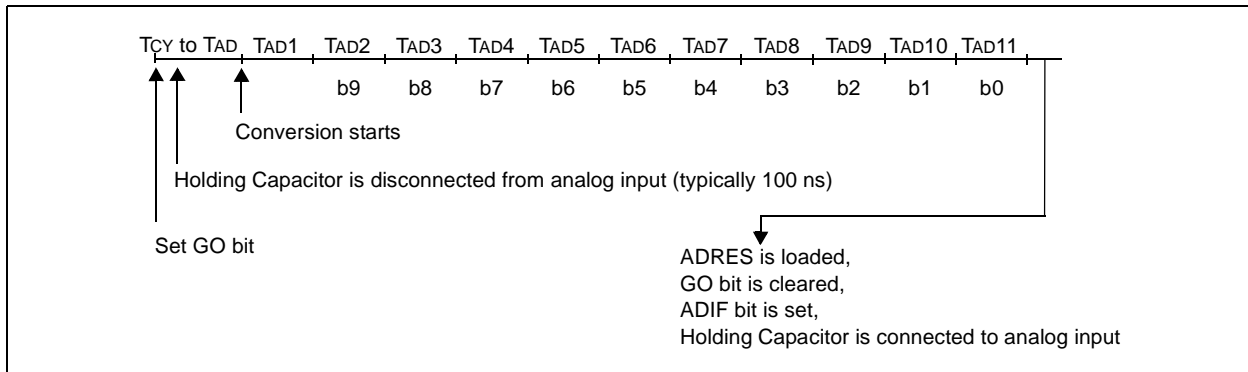 TCY to TAD TAD1 TAD2 TAD3 TAD4 TAD5 TAD6 TAD7 TAD8 TAD9 TAD10 TAD11
b9 b8 b7 b6 b5 b4 b3 b2 b1 b0
Conversion starts
Holding Capacitor is disconnected from analog input (typically 100 ns)
Set GO bit
ADRES is loaded,
GO bit is cleared,
ADIF bit is set,
Holding Capacitor is connected to analog input